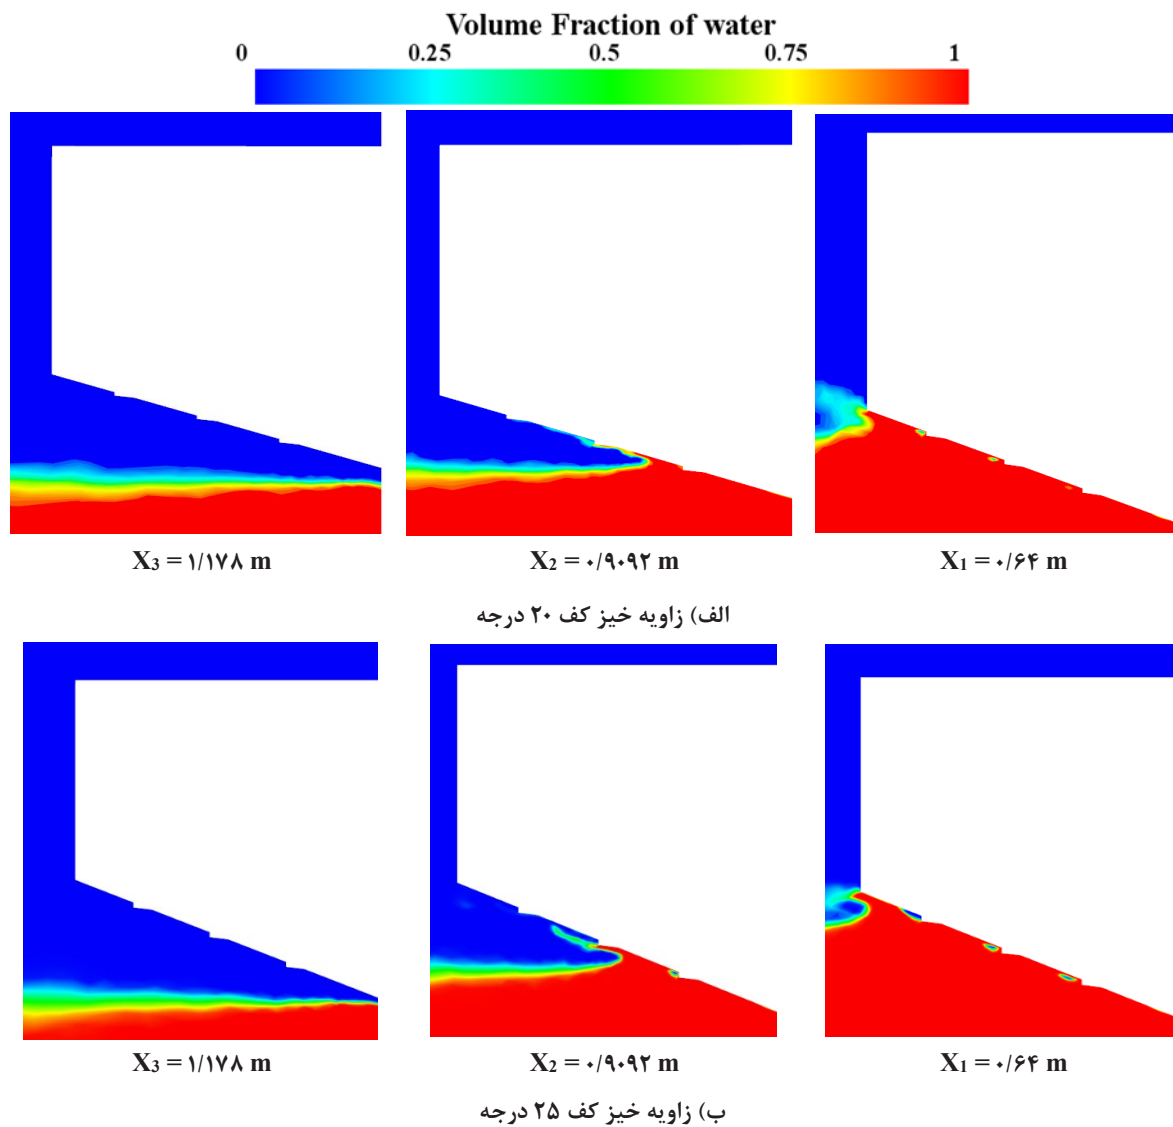 Volume Fraction of water
0 0.25 0.5 0.75 1
X₃ = ۱/۱۷۸ m X₂ = ۰/۹۰۹۲ m X₁ = ۰/۶۴ m
الف) زاویه خیز کف ۲۰ درجه
X₃ = ۱/۱۷۸ m X₂ = ۰/۹۰۹۲ m X₁ = ۰/۶۴ m
ب) زاویه خیز کف ۲۵ درجه